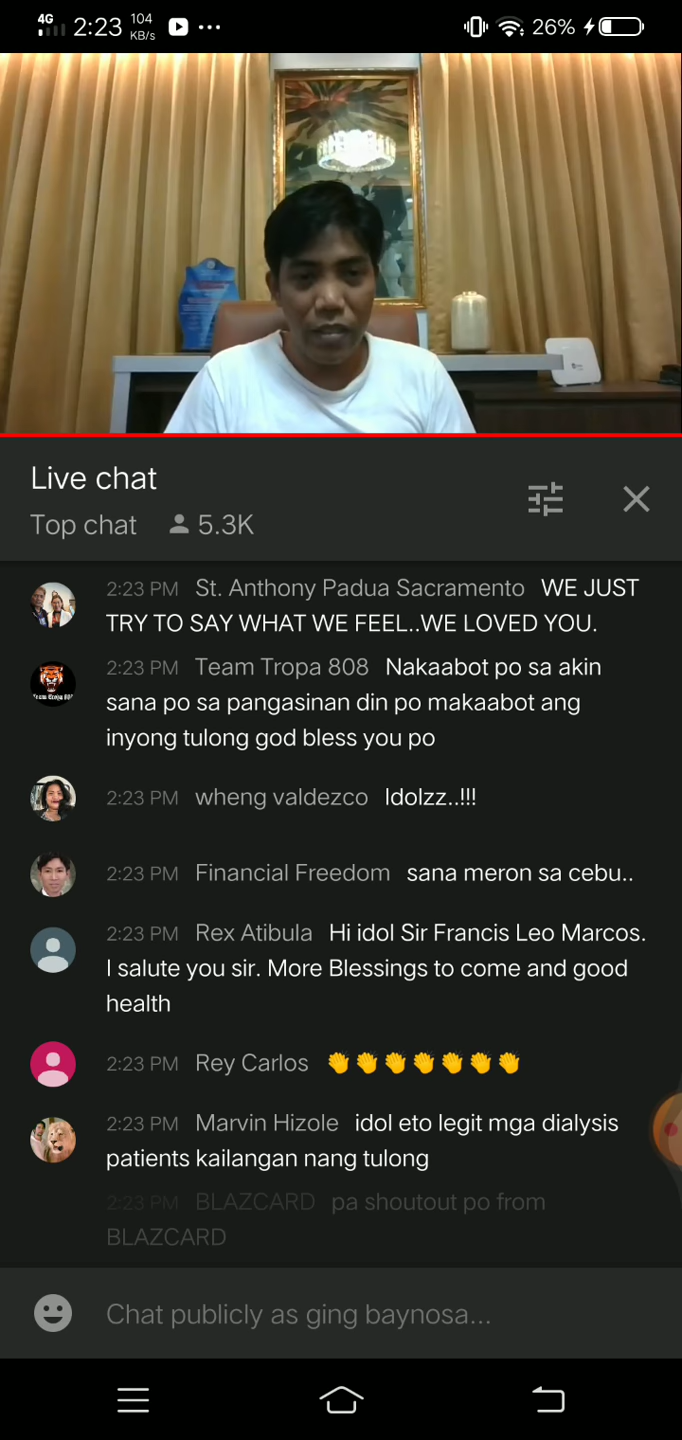 4G 2:23 104 KB/s 26%
Live chat
Top chat 5.3K
2:23 PM St. Anthony Padua Sacramento WE JUST
TRY TO SAY WHAT WE FEEL..WE LOVED YOU.
2:23 PM Team Tropa 808 Nakaabot po sa akin
sana po sa pangasinan din po makaabot ang
inyong tulong god bless you po
2:23 PM wheng valdezco Idolzz..!!!
2:23 PM Financial Freedom sana meron sa cebu..
2:23 PM Rex Atibula Hi idol Sir Francis Leo Marcos.
I salute you sir. More Blessings to come and good
health
2:23 PM Rey Carlos 👏👏👏👏👏👏👏
2:23 PM Marvin Hizole idol eto legit mga dialysis
patients kailangan nang tulong
2:23 PM BLAZCARD pa shoutout po from
BLAZCARD
Chat publicly as ging baynosa...